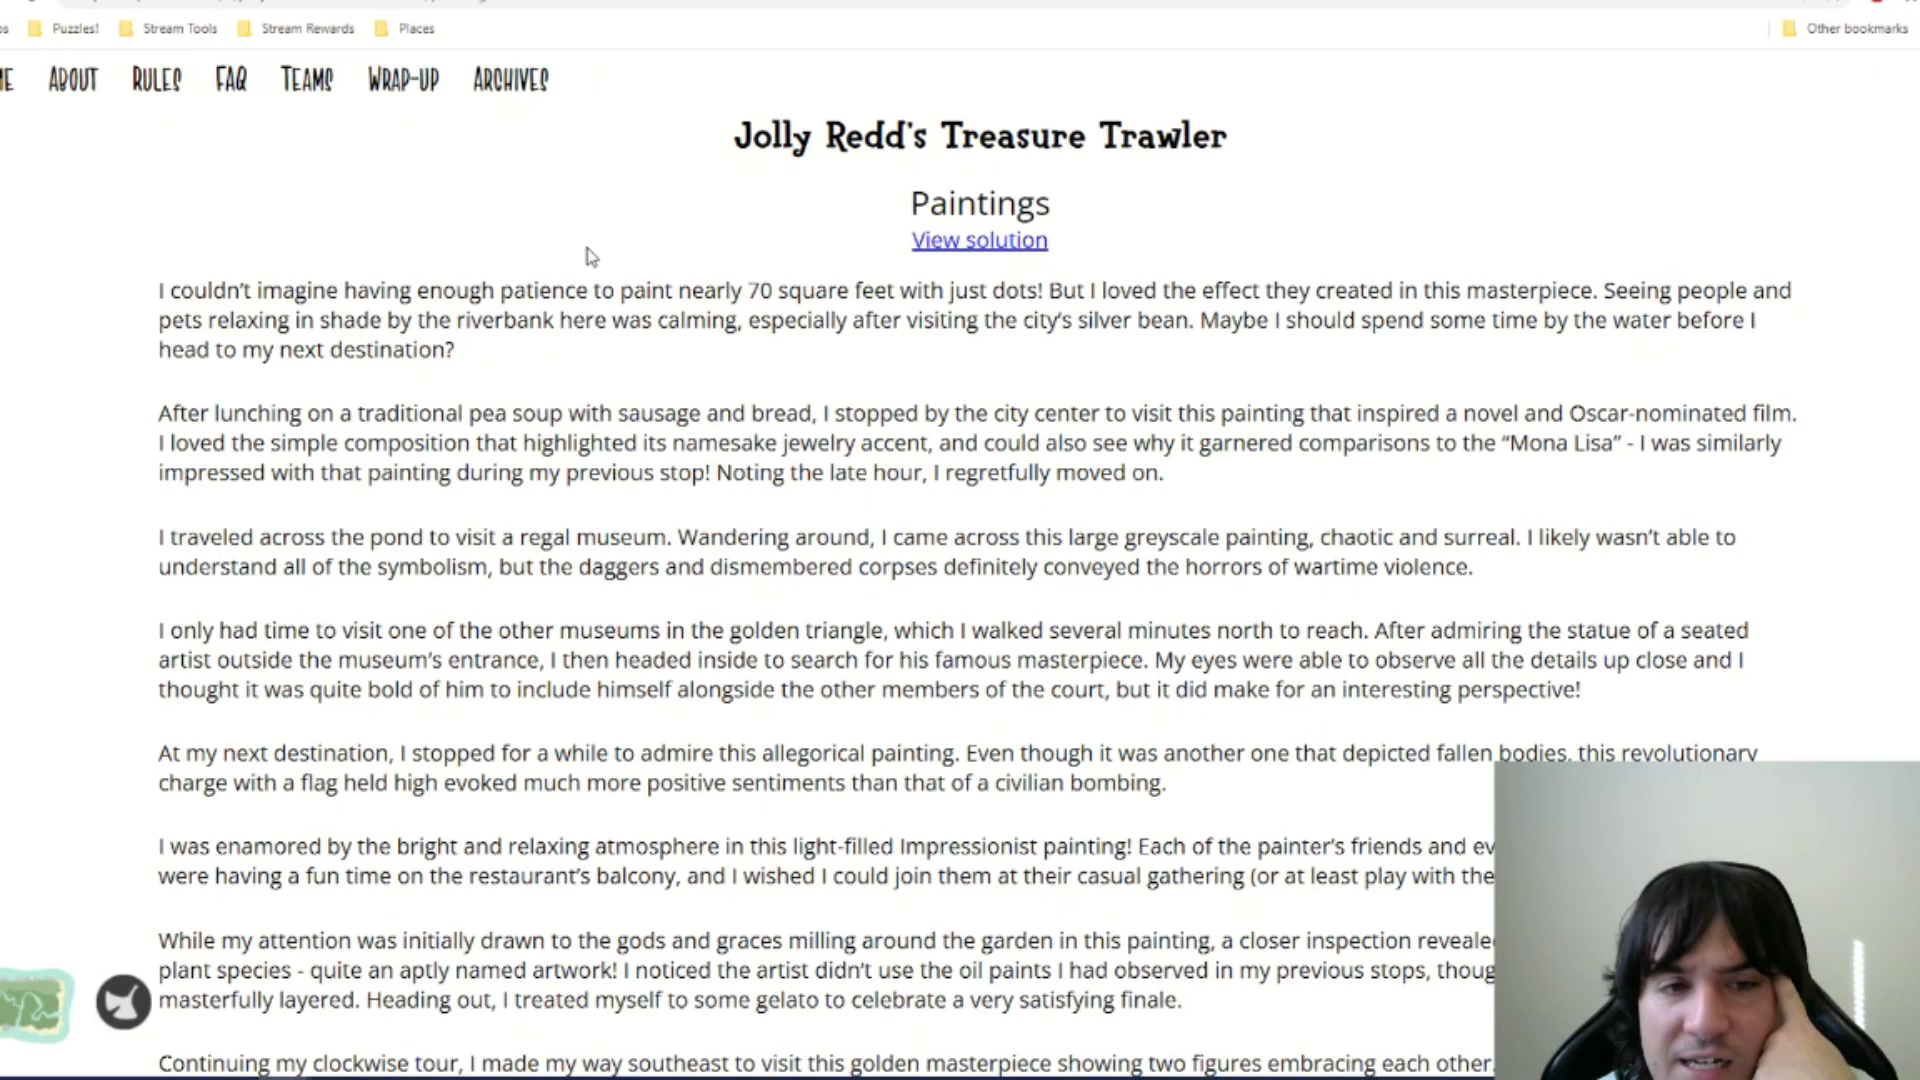 Puzzles! Stream Tools Stream Rewards Places Other bookmarks
ABOUT RULES FAQ TEAMS WRAP-UP ARCHIVES
Jolly Redd's Treasure Trawler
Paintings
View solution
I couldn't imagine having enough patience to paint nearly 70 square feet with just dots! But I loved the effect they created in this masterpiece. Seeing people and
pets relaxing in shade by the riverbank here was calming, especially after visiting the city's silver bean. Maybe I should spend some time by the water before I
head to my next destination?
After lunching on a traditional pea soup with sausage and bread, I stopped by the city center to visit this painting that inspired a novel and Oscar-nominated film.
I loved the simple composition that highlighted its namesake jewelry accent, and could also see why it garnered comparisons to the “Mona Lisa” - I was similarly
impressed with that painting during my previous stop! Noting the late hour, I regretfully moved on.
I traveled across the pond to visit a regal museum. Wandering around, I came across this large greyscale painting, chaotic and surreal. I likely wasn't able to
understand all of the symbolism, but the daggers and dismembered corpses definitely conveyed the horrors of wartime violence.
I only had time to visit one of the other museums in the golden triangle, which I walked several minutes north to reach. After admiring the statue of a seated
artist outside the museum's entrance, I then headed inside to search for his famous masterpiece. My eyes were able to observe all the details up close and I
thought it was quite bold of him to include himself alongside the other members of the court, but it did make for an interesting perspective!
At my next destination, I stopped for a while to admire this allegorical painting. Even though it was another one that depicted fallen bodies, this revolutionary
charge with a flag held high evoked much more positive sentiments than that of a civilian bombing.
I was enamored by the bright and relaxing atmosphere in this light-filled Impressionist painting! Each of the painter's friends and
were having a fun time on the restaurant's balcony, and I wished I could join them at their casual gathering (or at least play with the
While my attention was initially drawn to the gods and graces milling around the garden in this painting, a closer inspection
plant species - quite an aptly named artwork! I noticed the artist didn't use the oil paints I had observed in my previous stops,
masterfully layered. Heading out, I treated myself to some gelato to celebrate a very satisfying finale.
Continuing my clockwise tour, I made my way southeast to visit this golden masterpiece showing two figures embracing each other